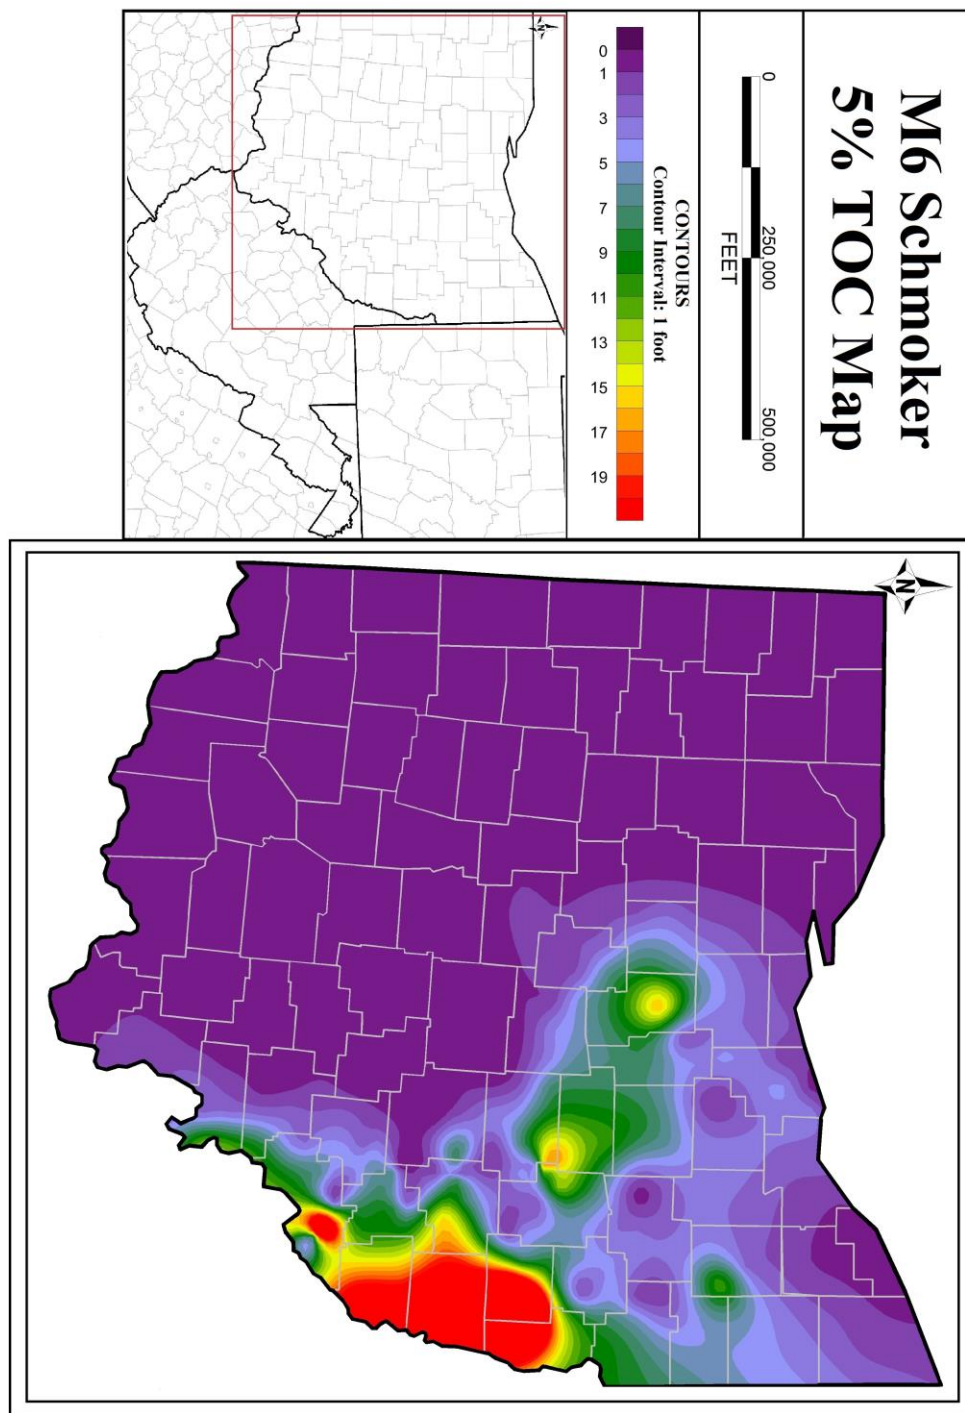 M6 Schmoker
5% TOC Map
0
250,000
500,000
FEET
CONTOURS
Contour Interval: 1 foot
0
1
3
5
7
9
11
13
15
17
19
N
N